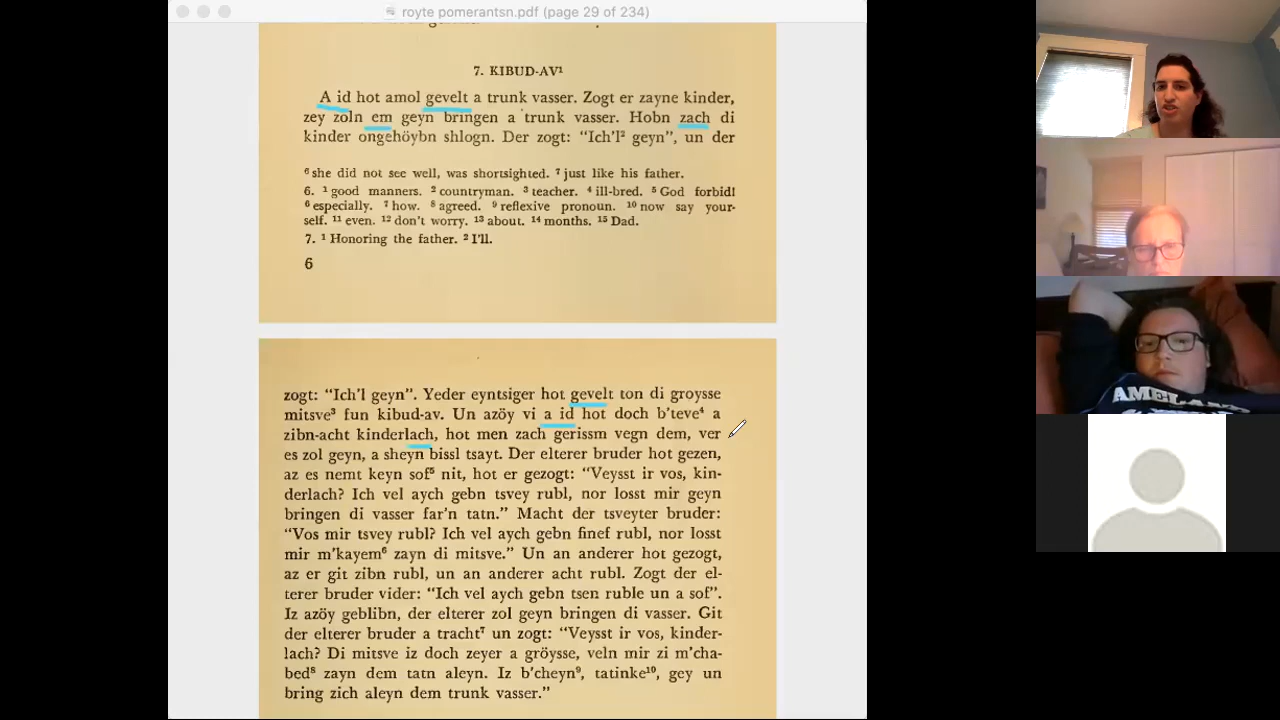 royte pomerantsn.pdf (page 29 of 234)
7. KIBUD-AV¹
A id hot amol gevelt a trunk vasser. Zogt er zayne kinder,
zey zoln em geyn bringen a trunk vasser. Hobn zach di
kinder ongehöybn shlogn. Der zogt: “Ich’l² geyn”, un der
⁶ she did not see well, was shortsighted. ⁷ just like his father.
6. ¹ good manners. ² countryman. ³ teacher. ⁴ ill-bred. ⁵ God forbid!
⁶ especially. ⁷ how. ⁸ agreed. ⁹ reflexive pronoun. ¹⁰ now say your-
self. ¹¹ even. ¹² don’t worry. ¹³ about. ¹⁴ months. ¹⁵ Dad.
7. ¹ Honoring the father. ² I’ll.
6
zogt: “Ich’l geyn”. Yeder eyntsiger hot gevelt ton di groysse
mitsve³ fun kibud-av. Un azöy vi a id hot doch b’teve⁴ a
zibn-acht kinderlach, hot men zach gerissm vegn dem, ver
es zol geyn, a sheyn bissl tsayt. Der elterer bruder hot gezen,
az es nemt keyn sof⁵ nit, hot er gezogt: “Veysst ir vos, kin-
derlach? Ich vel aych gebn tsvey rubl, nor losst mir geyn
bringen di vasser far’n tatn.” Macht der tsveyter bruder:
“Vos mir tsvey rubl? Ich vel aych gebn finef rubl, nor losst
mir m’kayem⁶ zayn di mitsve.” Un an anderer hot gezogt,
az er git zibn rubl, un an anderer acht rubl. Zogt der el-
terer bruder vider: “Ich vel aych gebn tsen ruble un a sof”.
Iz azöy geblibn, der elterer zol geyn bringen di vasser. Git
der elterer bruder a tracht⁷ un zogt: “Veysst ir vos, kinder-
lach? Di mitsve iz doch zeyer a gröysse, veln mir zi m’cha-
bed⁸ zayn dem tatn aleyn. Iz b’cheyn⁹, tatinke¹⁰, gey un
bring zich aleyn dem trunk vasser.”